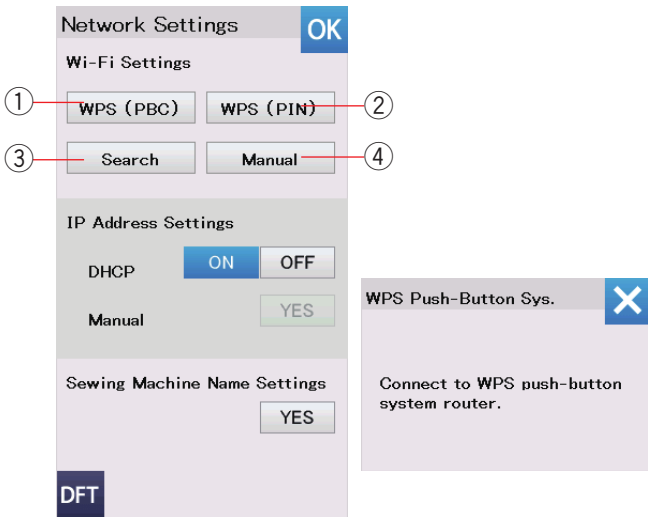 Network Settings
OK
Wi-Fi Settings
① WPS (PBC) WPS (PIN) ②
③ Search Manual ④
IP Address Settings
DHCP ON OFF
Manual YES
Sewing Machine Name Settings
YES
DFT
WPS Push-Button Sys.
Connect to WPS push-button
system router.